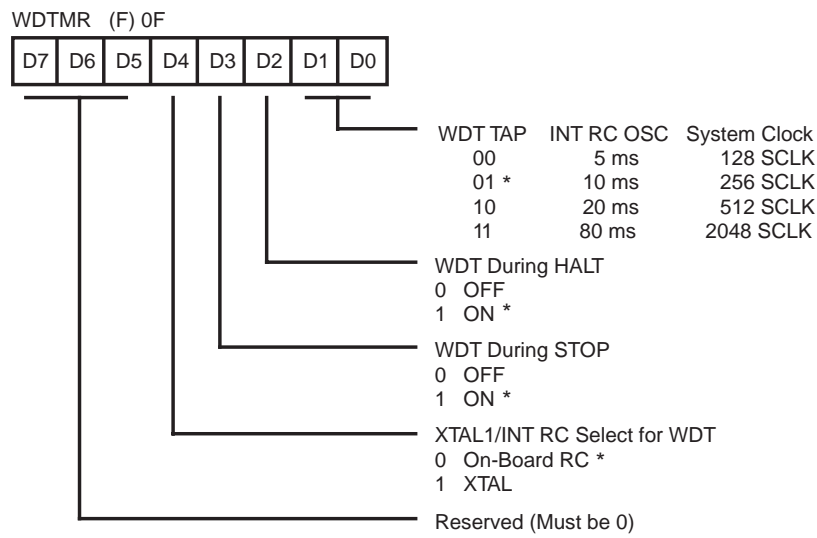 WDTMR (F) 0F
D7 D6 D5 D4 D3 D2 D1 D0
WDT TAP INT RC OSC System Clock
00 5 ms 128 SCLK
01 * 10 ms 256 SCLK
10 20 ms 512 SCLK
11 80 ms 2048 SCLK
WDT During HALT
0 OFF
1 ON *
WDT During STOP
0 OFF
1 ON *
XTAL1/INT RC Select for WDT
0 On-Board RC *
1 XTAL
Reserved (Must be 0)